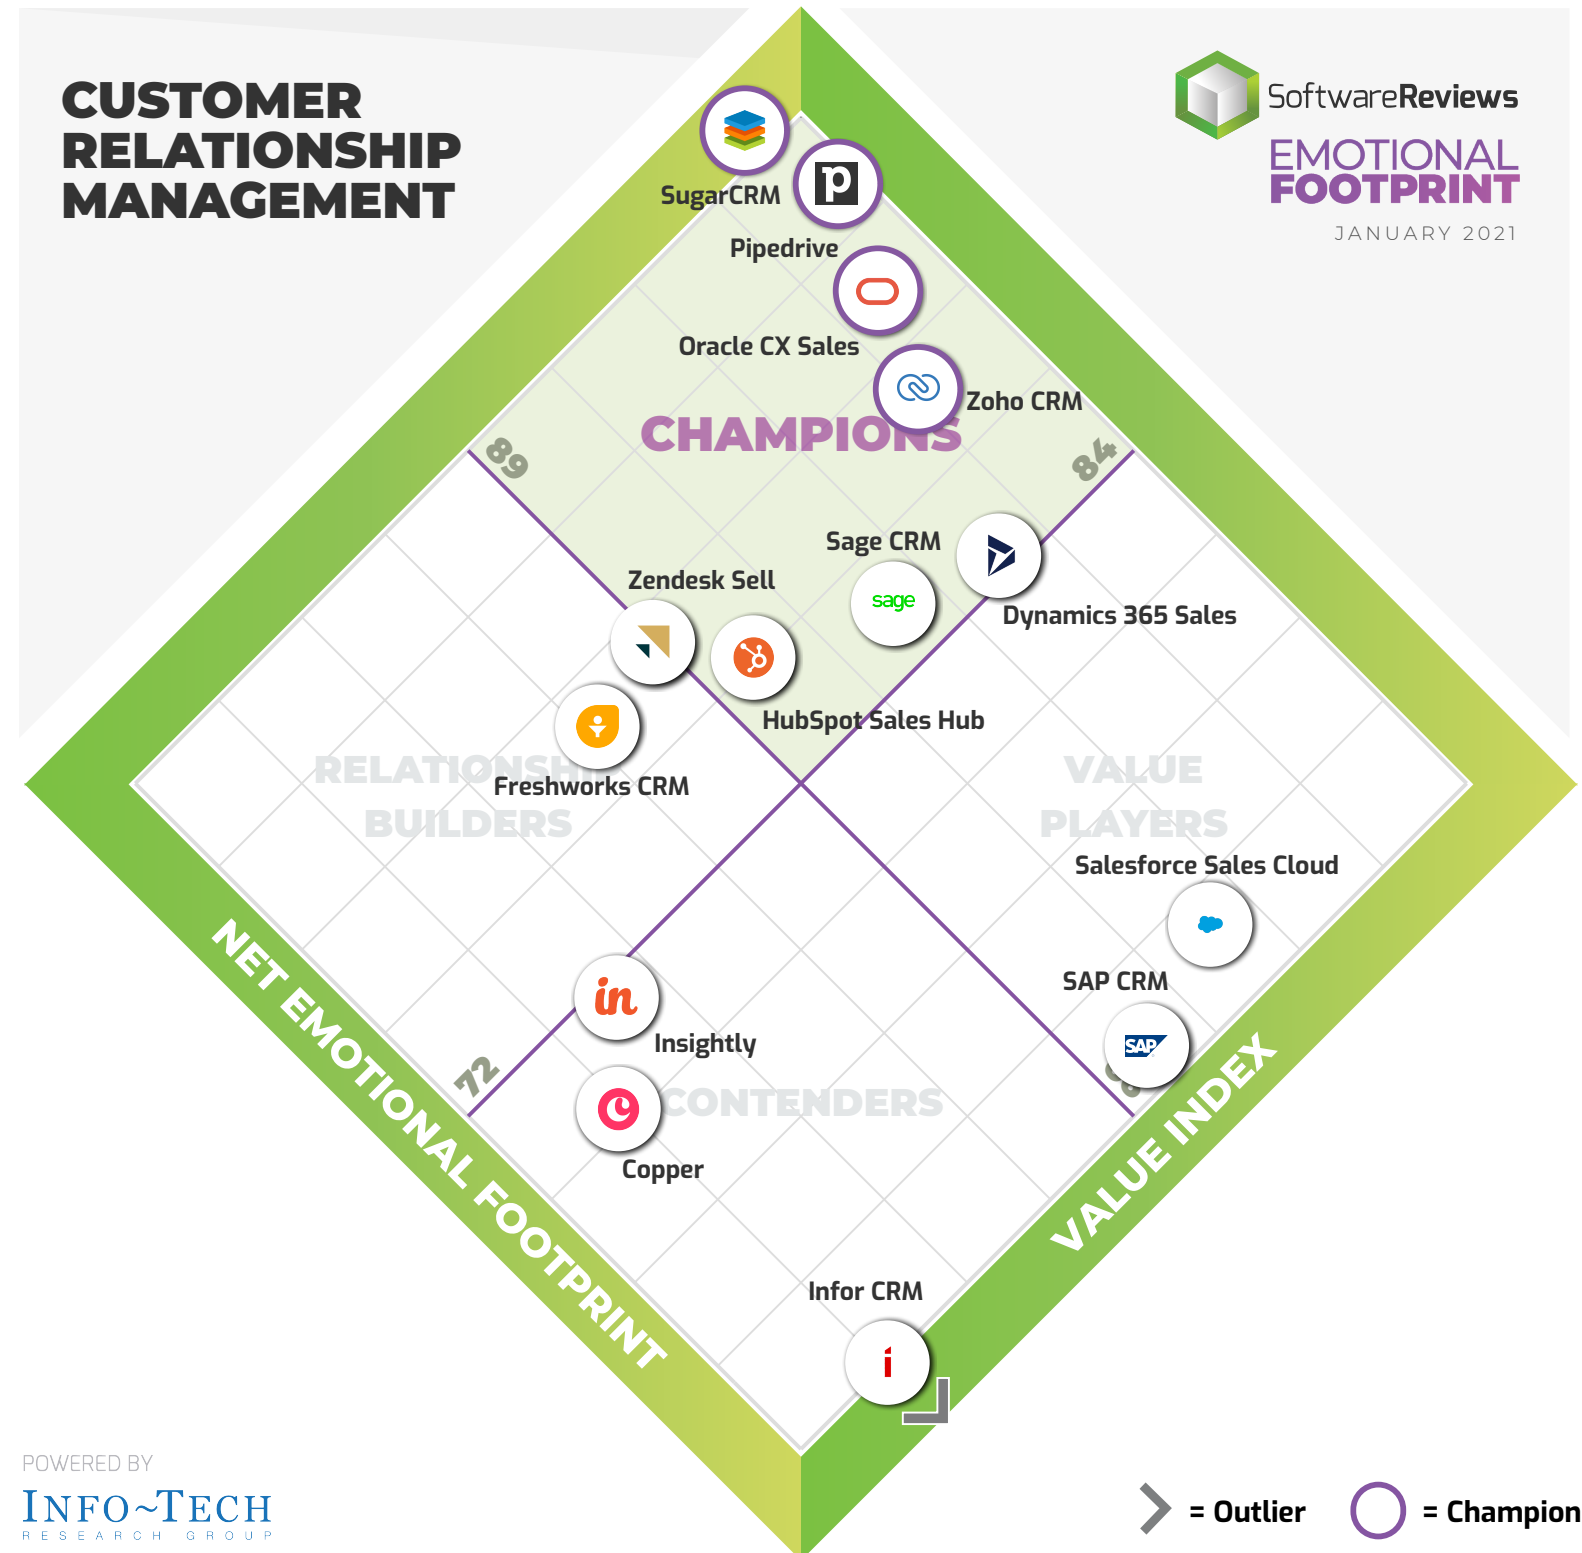 CUSTOMER
RELATIONSHIP
MANAGEMENT
SoftwareReviews
EMOTIONAL
FOOTPRINT
JANUARY 2021
SugarCRM
p
Pipedrive
Oracle CX Sales
Zoho CRM
CHAMPIONS
89
84
Sage CRM
sage
Zendesk Sell
Dynamics 365 Sales
HubSpot Sales Hub
RELATIONSHIP
BUILDERS
Freshworks CRM
VALUE
PLAYERS
Salesforce Sales Cloud
SAP CRM
SAP
in
Insightly
72
CONTENDERS
Copper
NET EMOTIONAL FOOTPRINT
VALUE INDEX
Infor CRM
i
POWERED BY
INFO~TECH
RESEARCH GROUP
= Outlier
= Champion